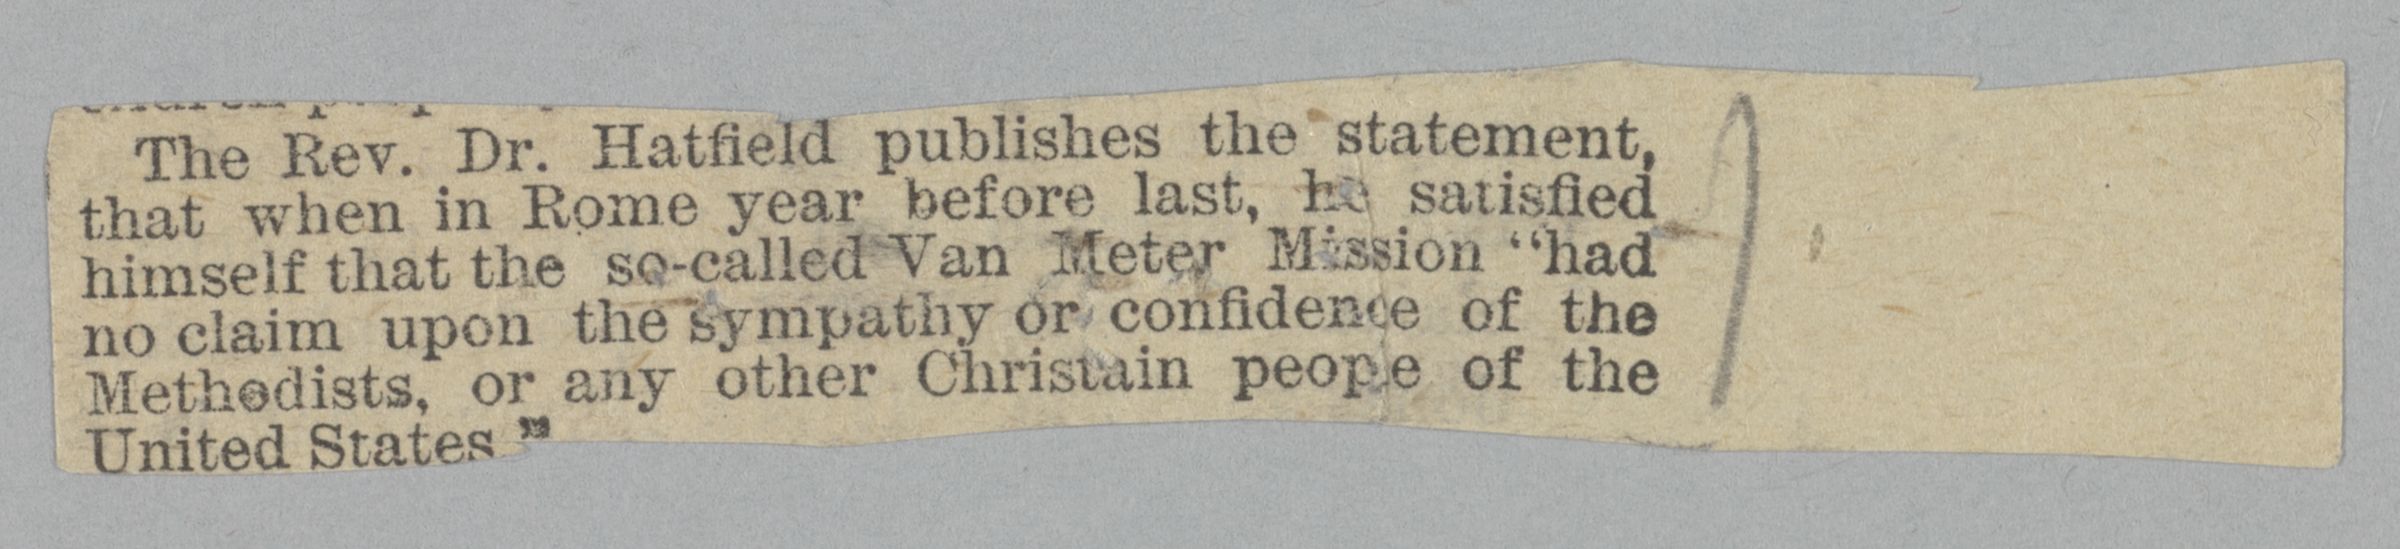 The Rev. Dr. Hatfield publishes the statement,
that when in Rome year before last, he satisfied
himself that the so-called Van Meter Mission “had
no claim upon the sympathy or confidence of the
Methodists, or any other Christain people of the
United States”